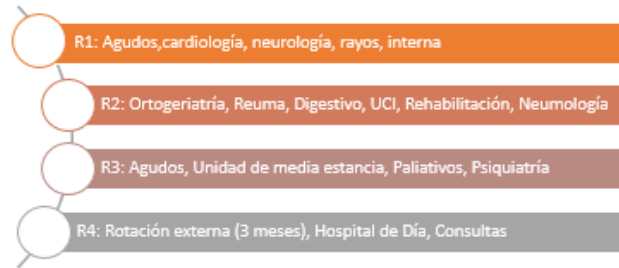 R1: Agudos,cardiología, neurología, rayos, interna
R2: Ortogeriatría, Reuma, Digestivo, UCI, Rehabilitación, Neumología
R3: Agudos, Unidad de media estancia, Paliativos, Psiquiatría
R4: Rotación externa (3 meses), Hospital de Día, Consultas